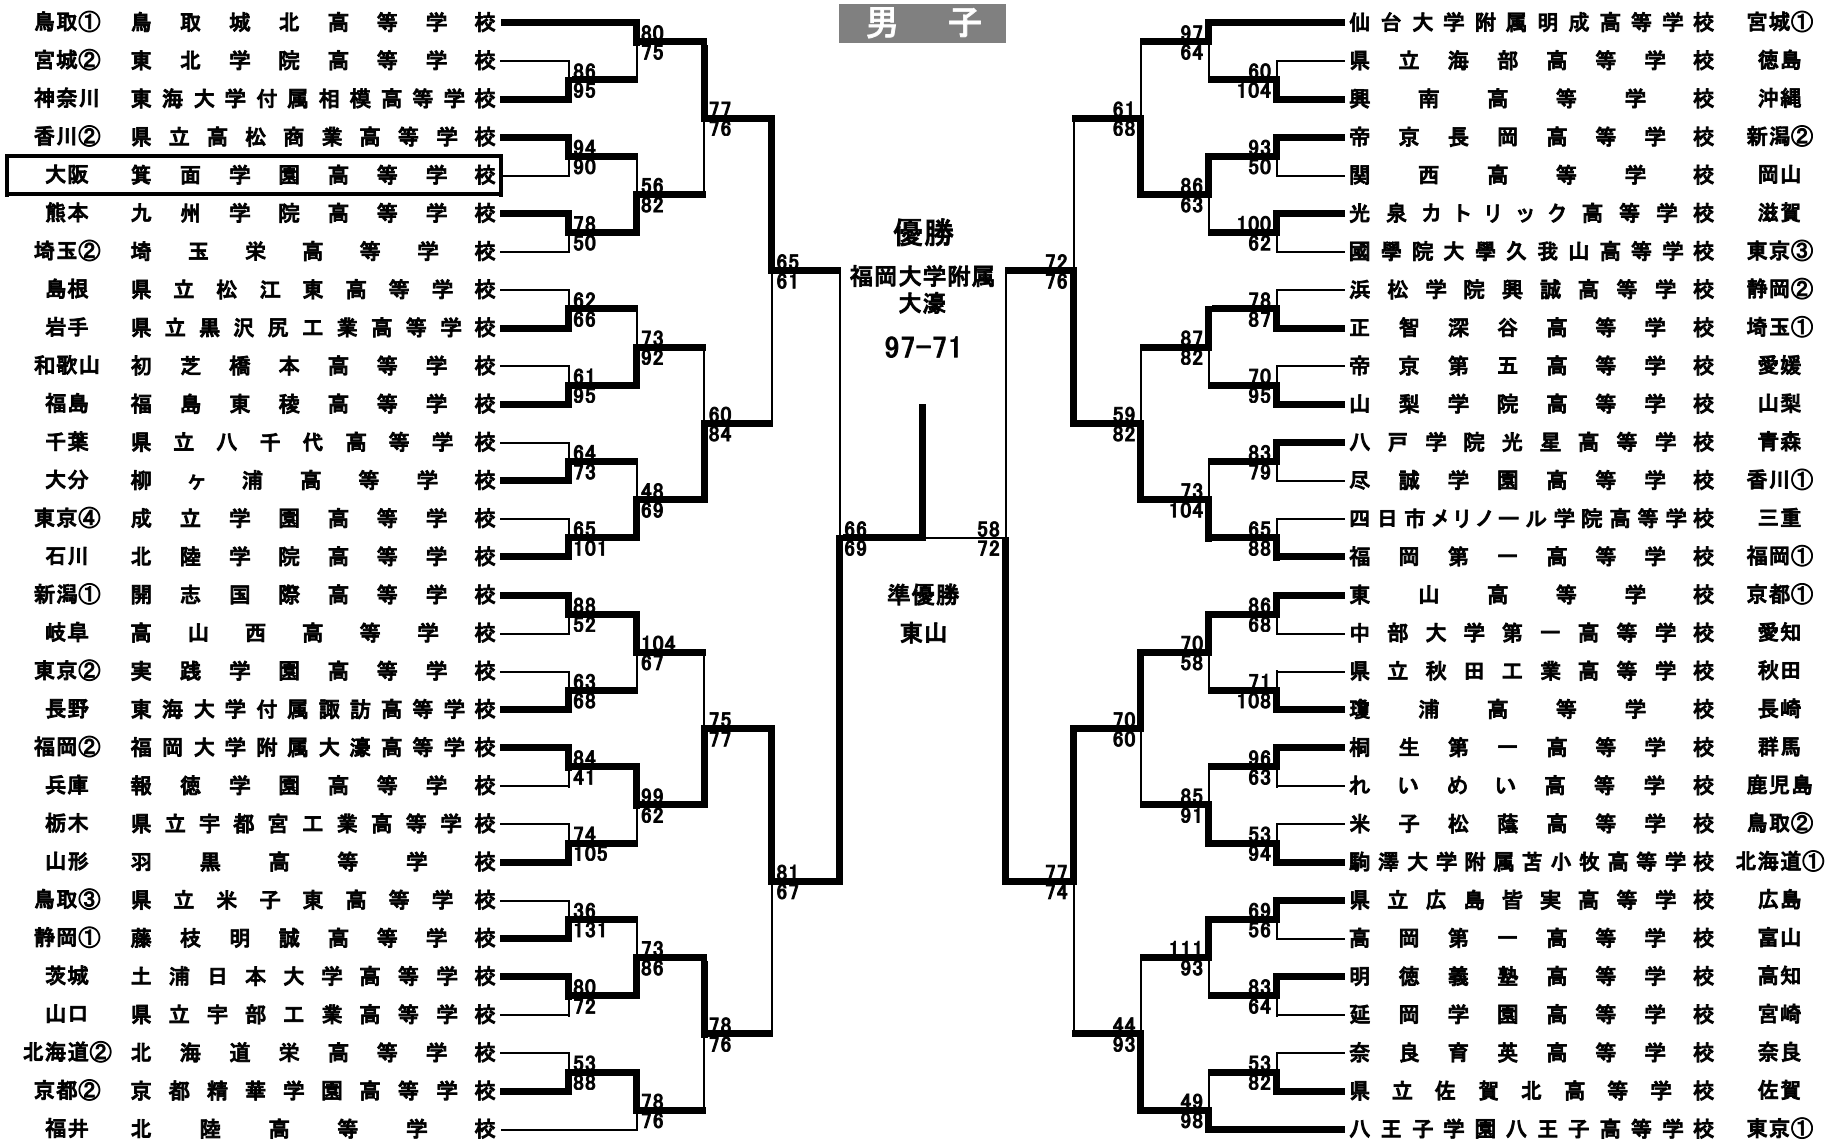 男子
鳥取① 鳥取城北高等学校
宮城② 東北学院高等学校
神奈川 東海大学付属相模高等学校
香川② 県立高松商業高等学校
大阪 箕面学園高等学校
熊本 九州学院高等学校
埼玉② 埼玉栄高等学校
島根 県立松江東高等学校
岩手 県立黒沢尻工業高等学校
和歌山 初芝橋本高等学校
福島 福島東稜高等学校
千葉 県立八千代高等学校
大分 柳ヶ浦高等学校
東京④ 成立学園高等学校
石川 北陸学院高等学校
新潟① 開志国際高等学校
岐阜 高山西高等学校
東京② 実践学園高等学校
長野 東海大学付属諏訪高等学校
福岡② 福岡大学附属大濠高等学校
兵庫 報徳学園高等学校
栃木 県立宇都宮工業高等学校
山形 羽黒高等学校
鳥取③ 県立米子東高等学校
静岡① 藤枝明誠高等学校
茨城 土浦日本大学高等学校
山口 県立宇部工業高等学校
北海道② 北海道栄高等学校
京都② 京都精華学園高等学校
福井 北陸高等学校
86
95
94
90
78
50
62
66
61
95
64
73
65
101
88
52
63
68
84
41
74
105
36
131
80
72
53
88
80
75
56
82
73
92
48
69
104
67
99
62
73
86
78
76
77
76
60
84
75
77
78
76
65
61
81
67
66
69
優勝
福岡大学附属
大濠
97-71
準優勝
東山
58
72
72
76
77
74
61
68
59
82
70
60
44
93
97
64
86
63
87
82
73
104
70
58
85
91
111
93
49
98
60
104
93
50
100
62
78
87
70
95
83
79
65
88
86
68
71
108
96
63
53
94
69
56
83
64
53
82
仙台大学附属明成高等学校 宮城①
県立海部高等学校 徳島
興南高等学校 沖縄
帝京長岡高等学校 新潟②
関西高等学校 岡山
光泉カトリック高等学校 滋賀
國學院大學久我山高等学校 東京③
浜松学院興誠高等学校 静岡②
正智深谷高等学校 埼玉①
帝京第五高等学校 愛媛
山梨学院高等学校 山梨
八戸学院光星高等学校 青森
尽誠学園高等学校 香川①
四日市メリノール学院高等学校 三重
福岡第一高等学校 福岡①
東山高等学校 京都①
中部大学第一高等学校 愛知
県立秋田工業高等学校 秋田
瓊浦高等学校 長崎
桐生第一高等学校 群馬
れいめい高等学校 鹿児島
米子松蔭高等学校 鳥取②
駒澤大学附属苫小牧高等学校 北海道①
県立広島皆実高等学校 広島
高岡第一高等学校 富山
明徳義塾高等学校 高知
延岡学園高等学校 宮崎
奈良育英高等学校 奈良
県立佐賀北高等学校 佐賀
八王子学園八王子高等学校 東京①